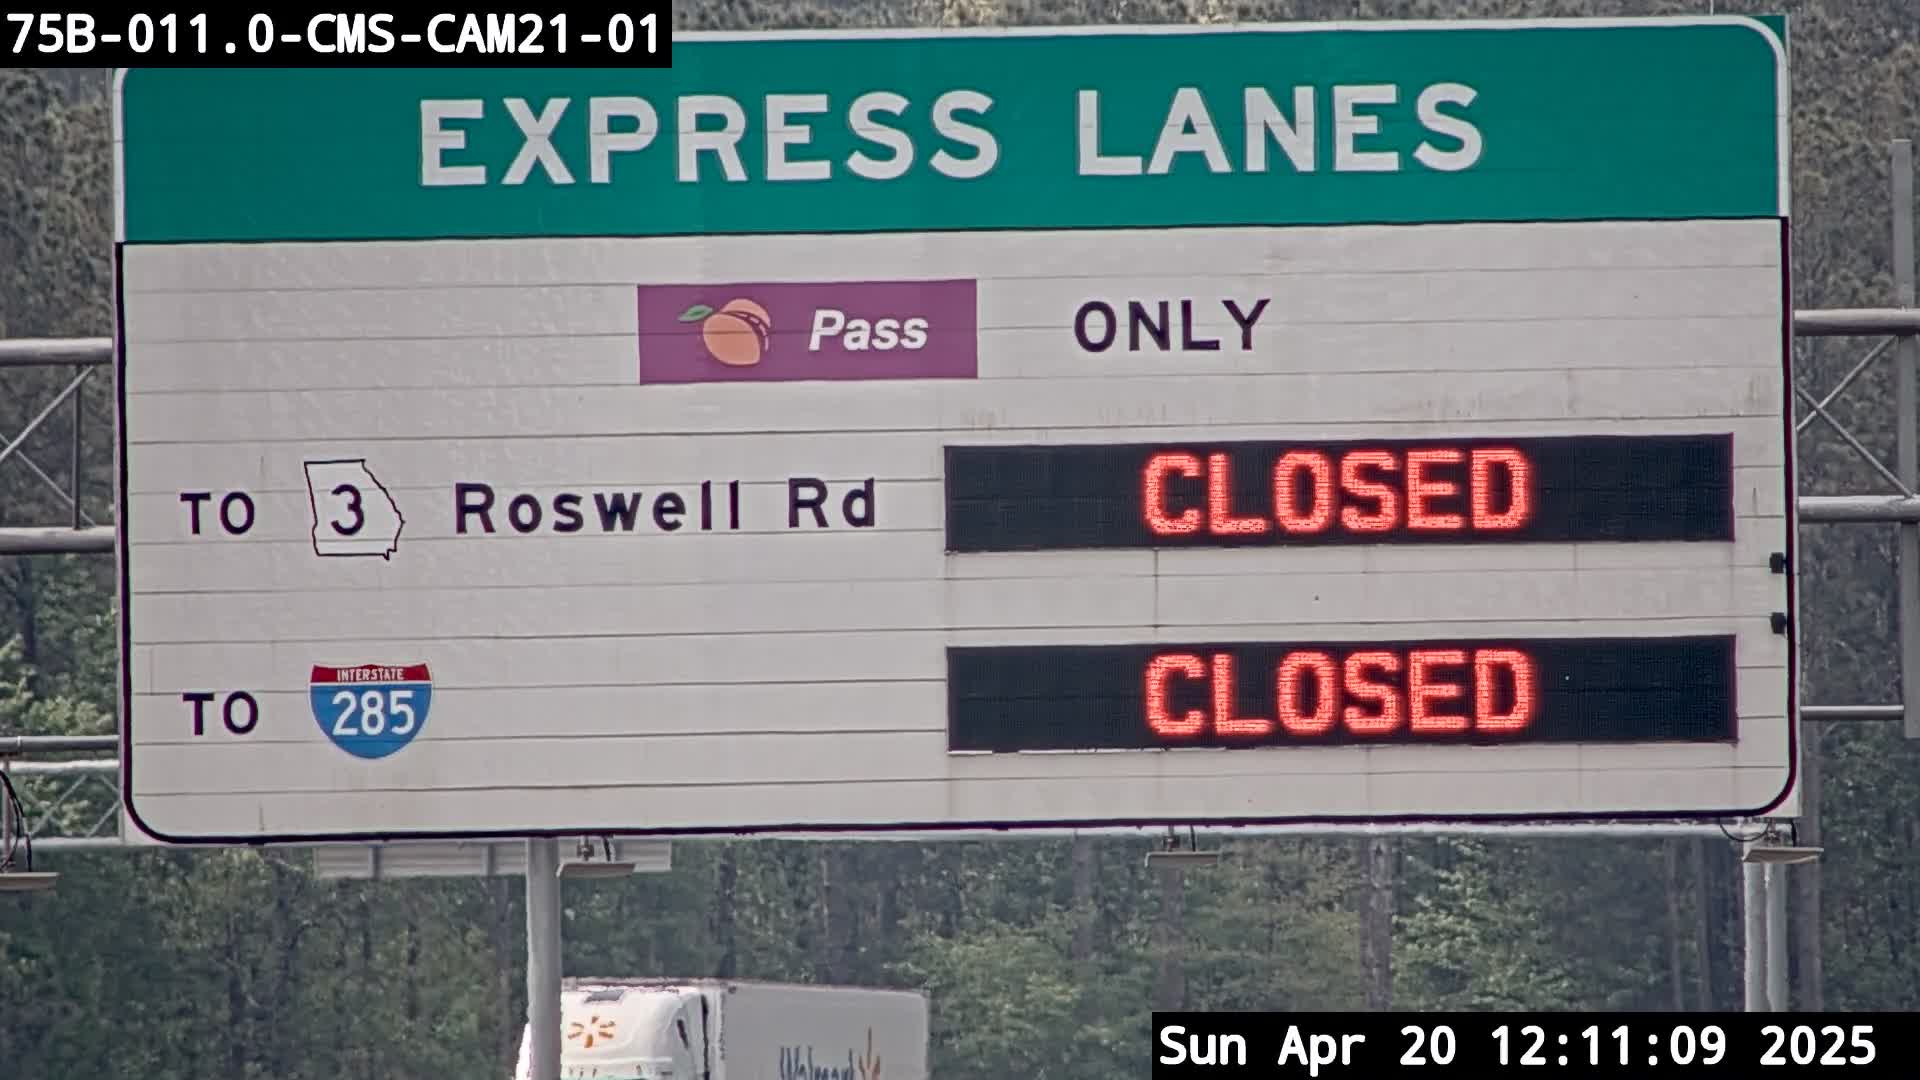 75B-011.0-CMS-CAM21-01
EXPRESS LANES
Pass ONLY
TO 3 Roswell Rd CLOSED
INTERSTATE
TO 285 CLOSED
Walmart
Sun Apr 20 12:11:09 2025